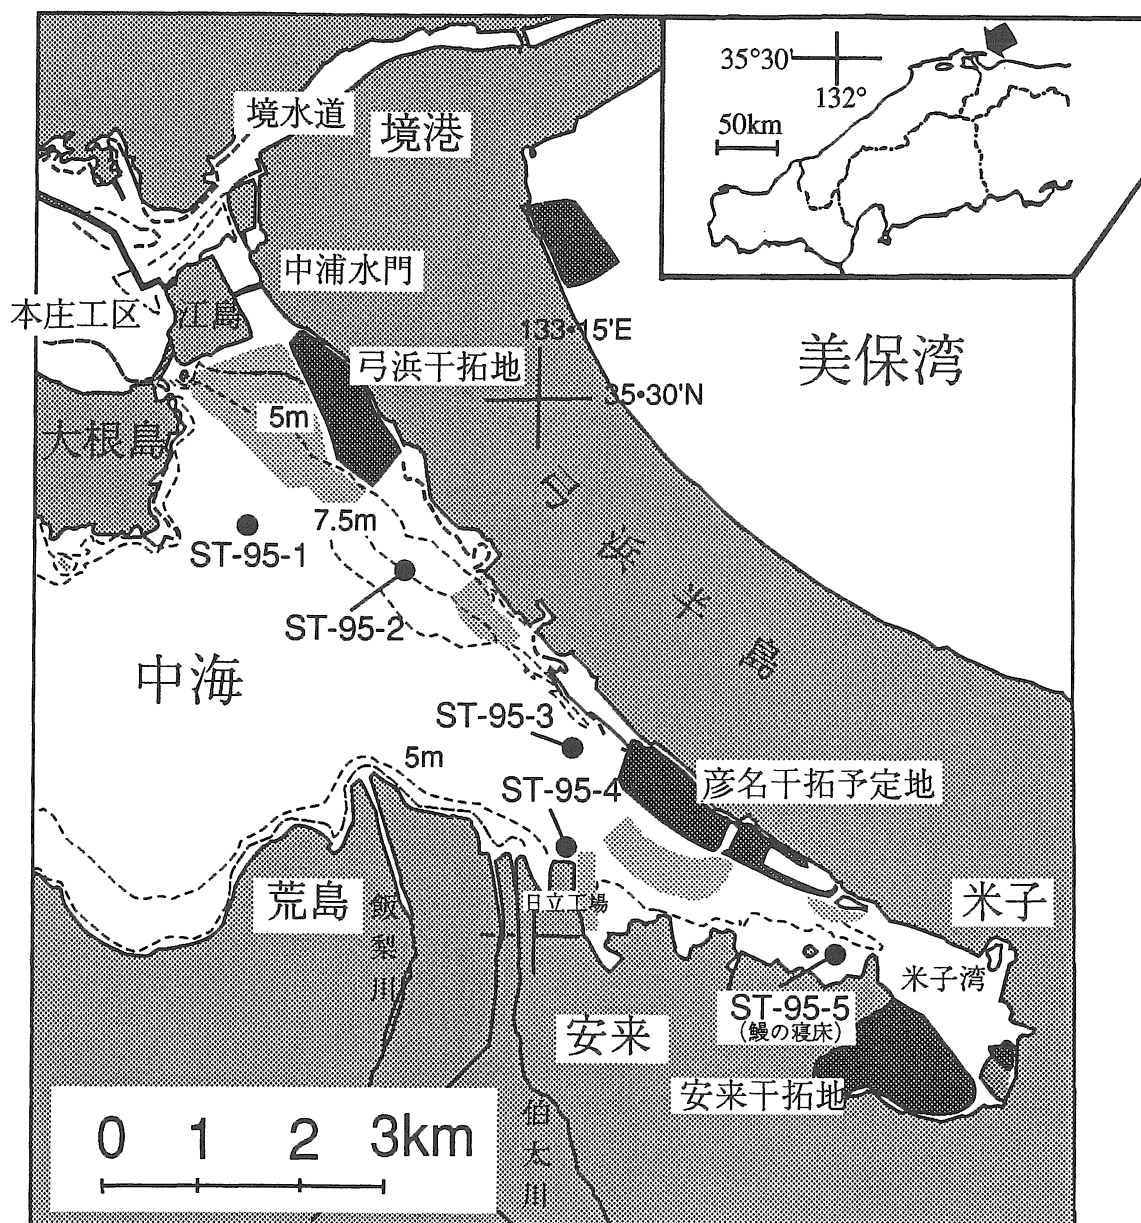 35°30'
132°
50km
境水道
境港
中浦水門
本庄工区
江島
133•15'E
美保湾
弓浜干拓地
35•30'N
5m
大根島
弓
浜
半
島
7.5m
ST-95-1
ST-95-2
中海
ST-95-3
5m
ST-95-4
彦名干拓予定地
荒島
飯
梨
川
日立工場
米子
米子湾
ST-95-5
(鰻の寝床)
安来
安来干拓地
伯
太
川
0 1 2 3km